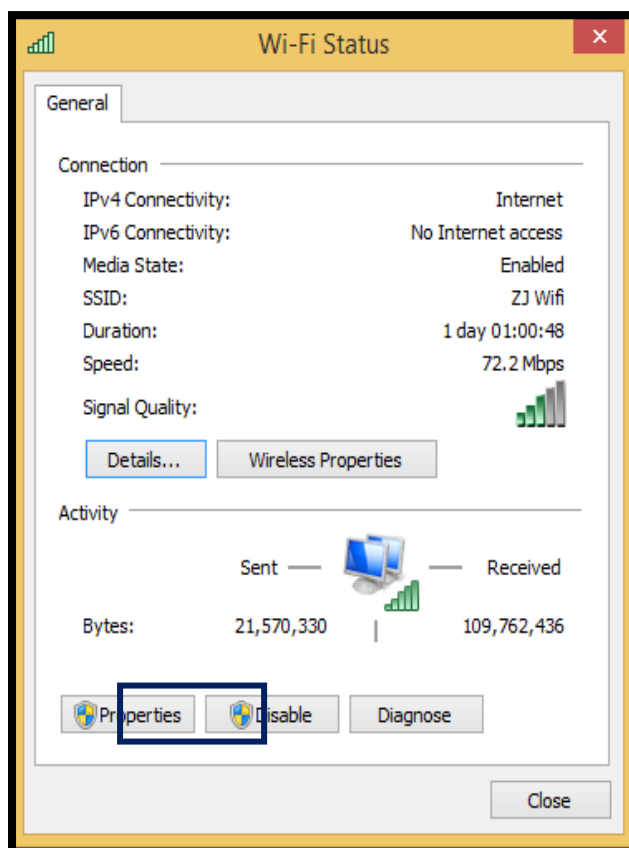 Wi-Fi Status
General
Connection
IPv4 Connectivity: Internet
IPv6 Connectivity: No Internet access
Media State: Enabled
SSID: ZJ Wifi
Duration: 1 day 01:00:48
Speed: 72.2 Mbps
Signal Quality:
Details... Wireless Properties
Activity
Sent Received
Bytes: 21,570,330 109,762,436
Properties Disable Diagnose
Close